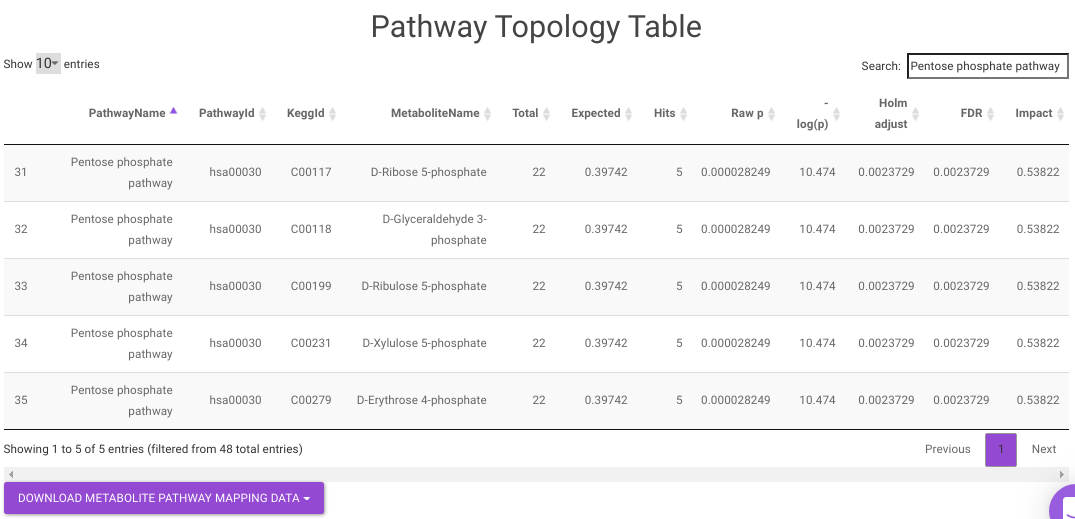 Pathway Topology Table
Show 10 entries
Search: Pentose phosphate pathway
PathwayName PathwayId KeggId MetaboliteName Total Expected Hits Raw p - log(p) Holm adjust FDR Impact
31 Pentose phosphate pathway hsa00030 C00117 D-Ribose 5-phosphate 22 0.39742 5 0.000028249 10.474 0.0023729 0.0023729 0.53822
32 Pentose phosphate pathway hsa00030 C00118 D-Glyceraldehyde 3-phosphate 22 0.39742 5 0.000028249 10.474 0.0023729 0.0023729 0.53822
33 Pentose phosphate pathway hsa00030 C00199 D-Ribulose 5-phosphate 22 0.39742 5 0.000028249 10.474 0.0023729 0.0023729 0.53822
34 Pentose phosphate pathway hsa00030 C00231 D-Xylulose 5-phosphate 22 0.39742 5 0.000028249 10.474 0.0023729 0.0023729 0.53822
35 Pentose phosphate pathway hsa00030 C00279 D-Erythrose 4-phosphate 22 0.39742 5 0.000028249 10.474 0.0023729 0.0023729 0.53822
Showing 1 to 5 of 5 entries (filtered from 48 total entries)
Previous 1 Next
DOWNLOAD METABOLITE PATHWAY MAPPING DATA